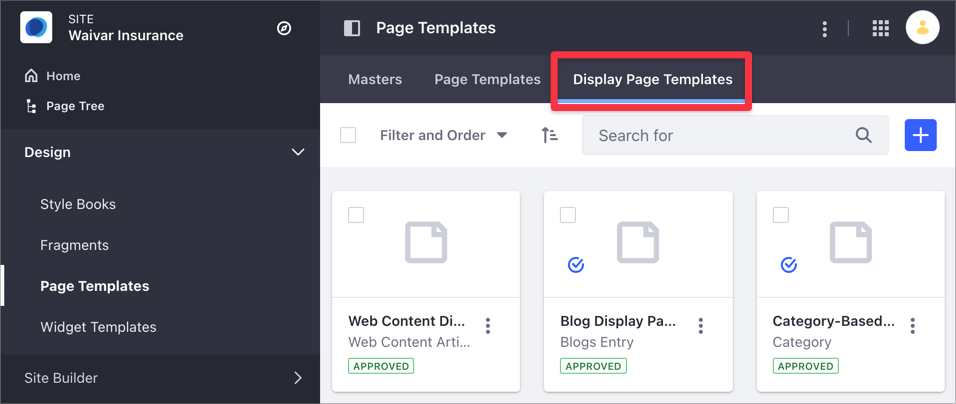 SITE
Waivar Insurance
Home
Page Tree
Design
Style Books
Fragments
Page Templates
Widget Templates
Site Builder
Page Templates
Masters Page Templates Display Page Templates
Filter and Order Search for
Web Content Di... Blog Display Pa... Category-Based...
Web Content Arti... Blogs Entry Category
APPROVED APPROVED APPROVED